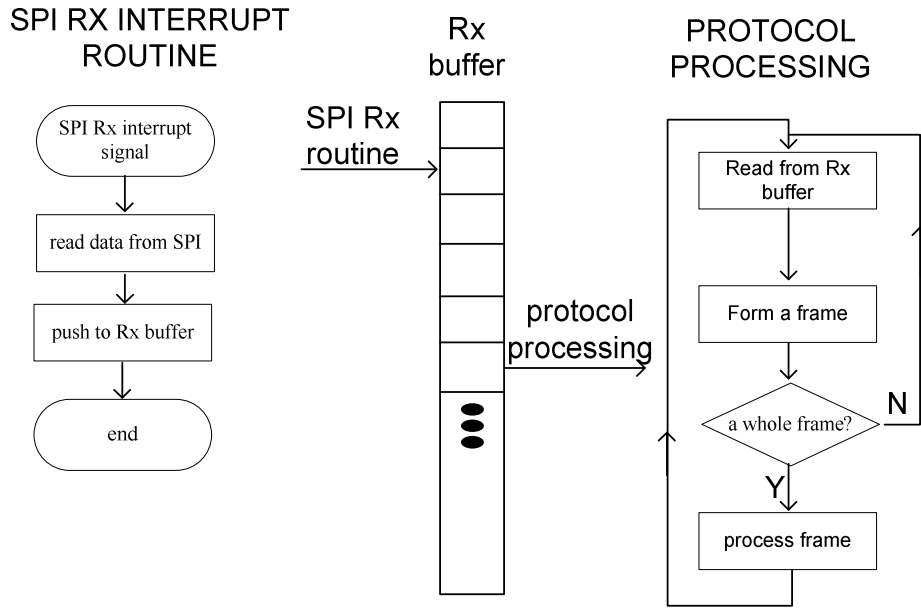 SPI RX INTERRUPT
ROUTINE
SPI Rx interrupt
signal
read data from SPI
push to Rx buffer
end
Rx
buffer
SPI Rx
routine
protocol
processing
PROTOCOL
PROCESSING
Read from Rx
buffer
Form a frame
a whole frame?
N
Y
process frame